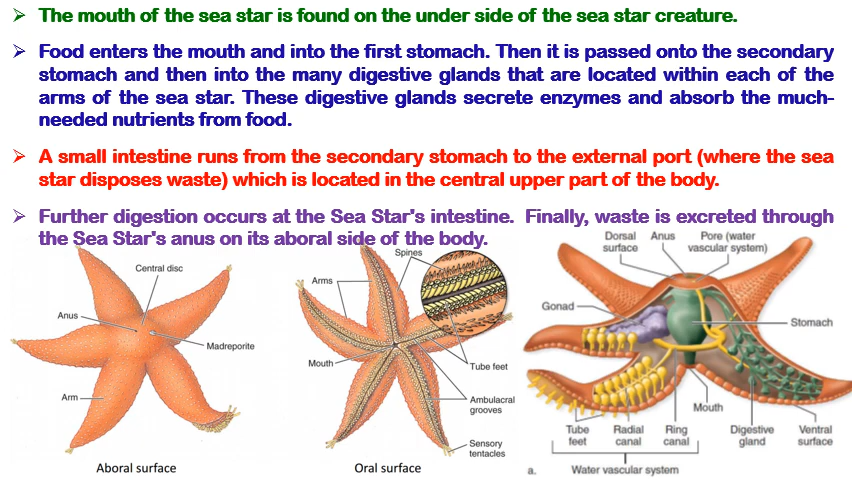 ➢ The mouth of the sea star is found on the under side of the sea star creature.
➢ Food enters the mouth and into the first stomach. Then it is passed onto the secondary
stomach and then into the many digestive glands that are located within each of the
arms of the sea star. These digestive glands secrete enzymes and absorb the much-
needed nutrients from food.
➢ A small intestine runs from the secondary stomach to the external port (where the sea
star disposes waste) which is located in the central upper part of the body.
➢ Further digestion occurs at the Sea Star's intestine. Finally, waste is excreted through
the Sea Star's anus on its aboral side of the body.
Central disc
Anus
Madreporite
Arm
Aboral surface
Spines
Arms
Mouth
Tube feet
Ambulacral
grooves
Sensory
tentacles
Oral surface
Dorsal
surface
Anus
Pore (water
vascular system)
Gonad
Stomach
Mouth
Tube
feet
Radial
canal
Ring
canal
Digestive
gland
Ventral
surface
a.
Water vascular system